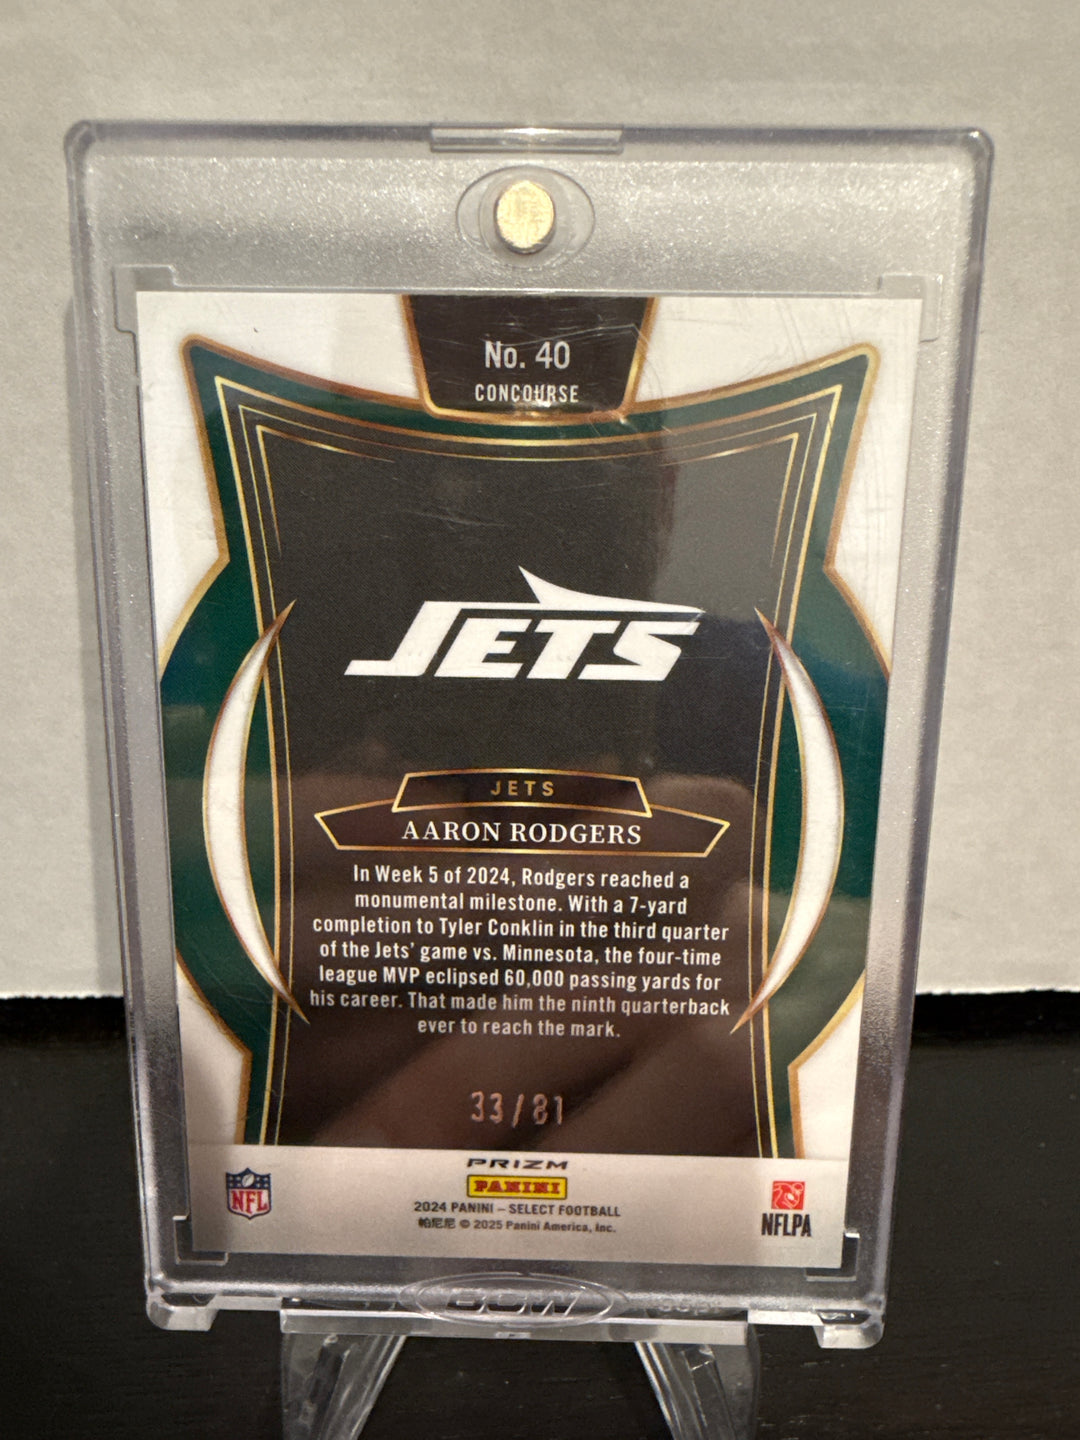 No. 40
CONCOURSE
JETS
JETS
AARON RODGERS
In Week 5 of 2024, Rodgers reached a
monumental milestone. With a 7-yard
completion to Tyler Conklin in the third quarter
of the Jets' game vs. Minnesota, the four-time
league MVP eclipsed 60,000 passing yards for
his career. That made him the ninth quarterback
ever to reach the mark.
33/81
PRIZM
PANINI
NFL
2024 PANINI – SELECT FOOTBALL
帕尼尼 © 2025 Panini America, Inc.
NFLPA
BCW